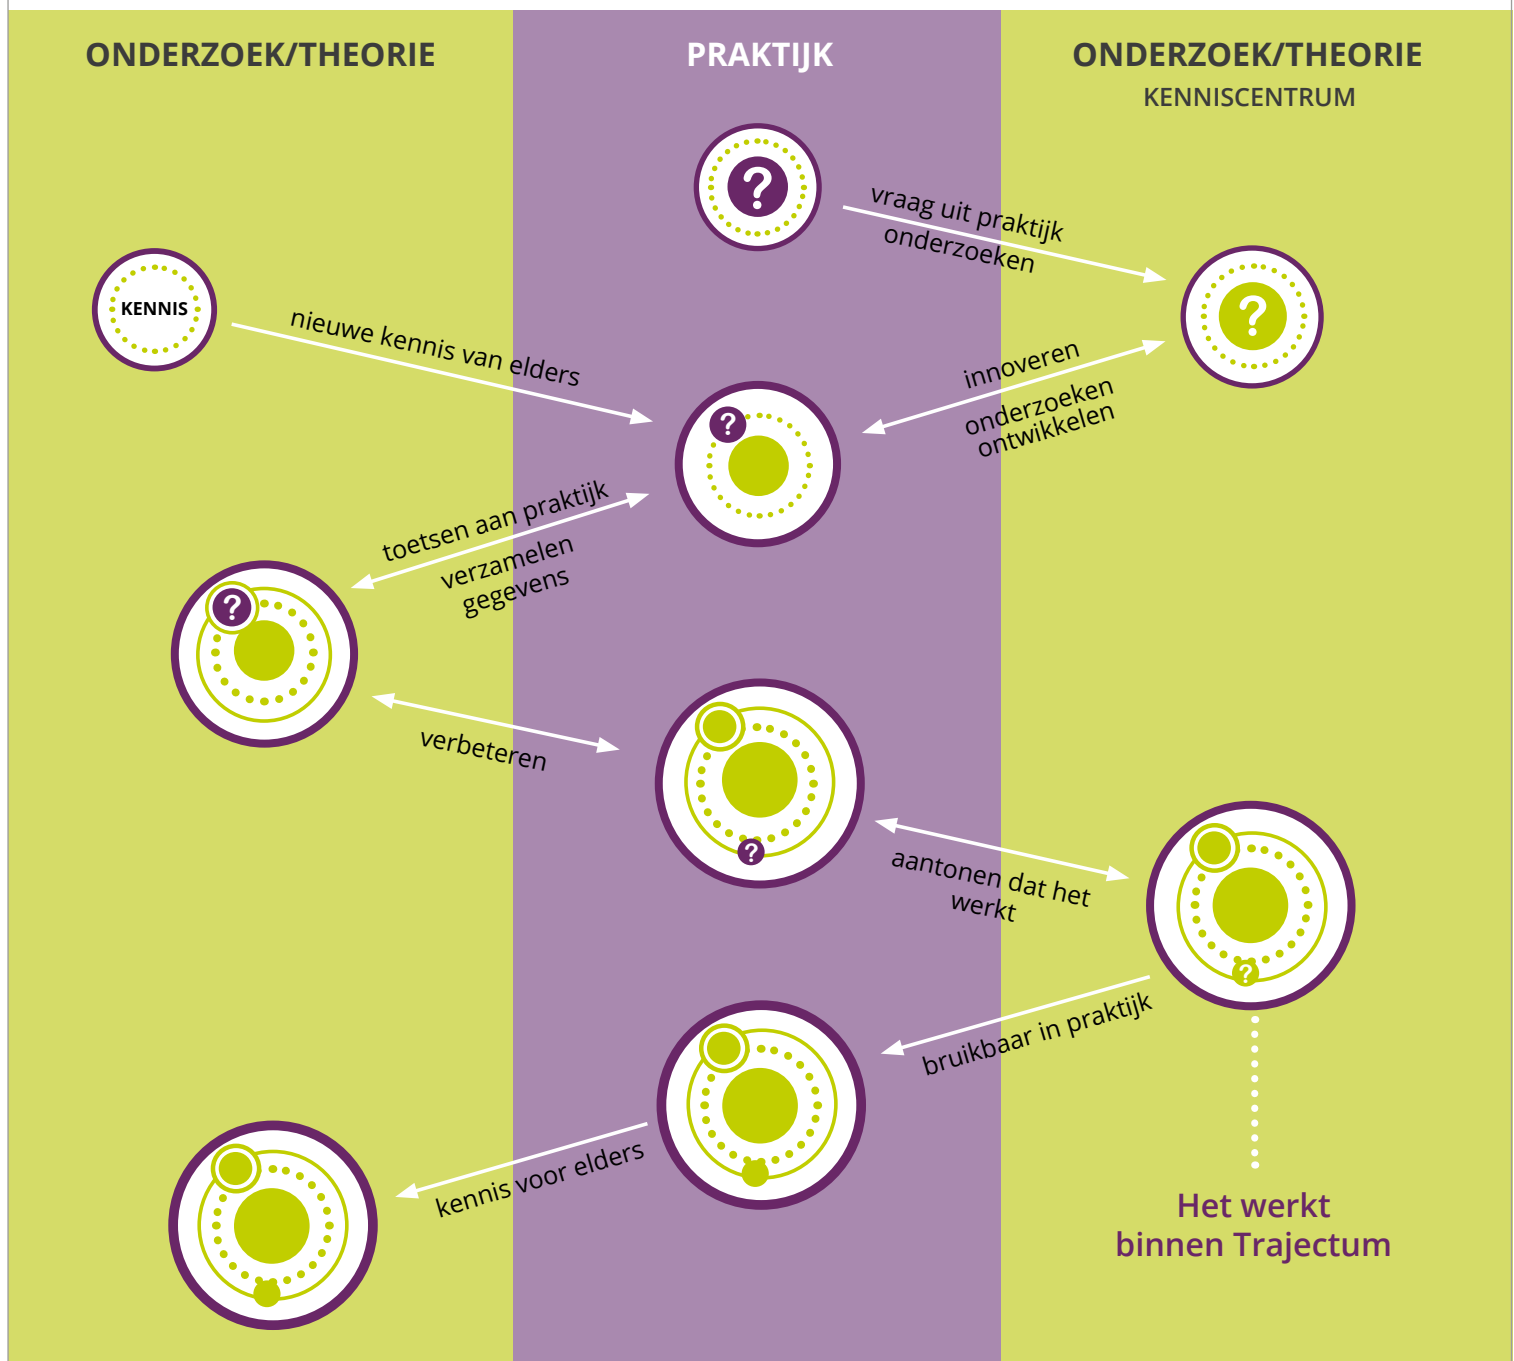 ONDERZOEK/THEORIE
PRAKTIJK
ONDERZOEK/THEORIE
KENNISCENTRUM
?
vraag uit praktijk
onderzoeken
KENNIS
?
nieuwe kennis van elders
innoveren
onderzoeken
ontwikkelen
?
toetsen aan praktijk
verzamelen
gegevens
?
verbeteren
?
aantonen dat het
werkt
?
bruikbaar in praktijk
kennis voor elders
Het werkt
binnen Trajectum